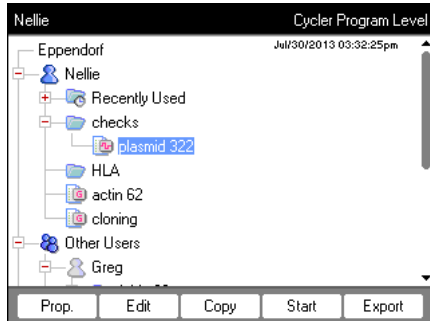 Nellie Cycler Program Level
Eppendorf Jul/30/2013 03:32:25pm
Nellie
Recently Used
checks
plasmid 322
HLA
actin 62
cloning
Other Users
Greg
Prop. Edit Copy Start Export